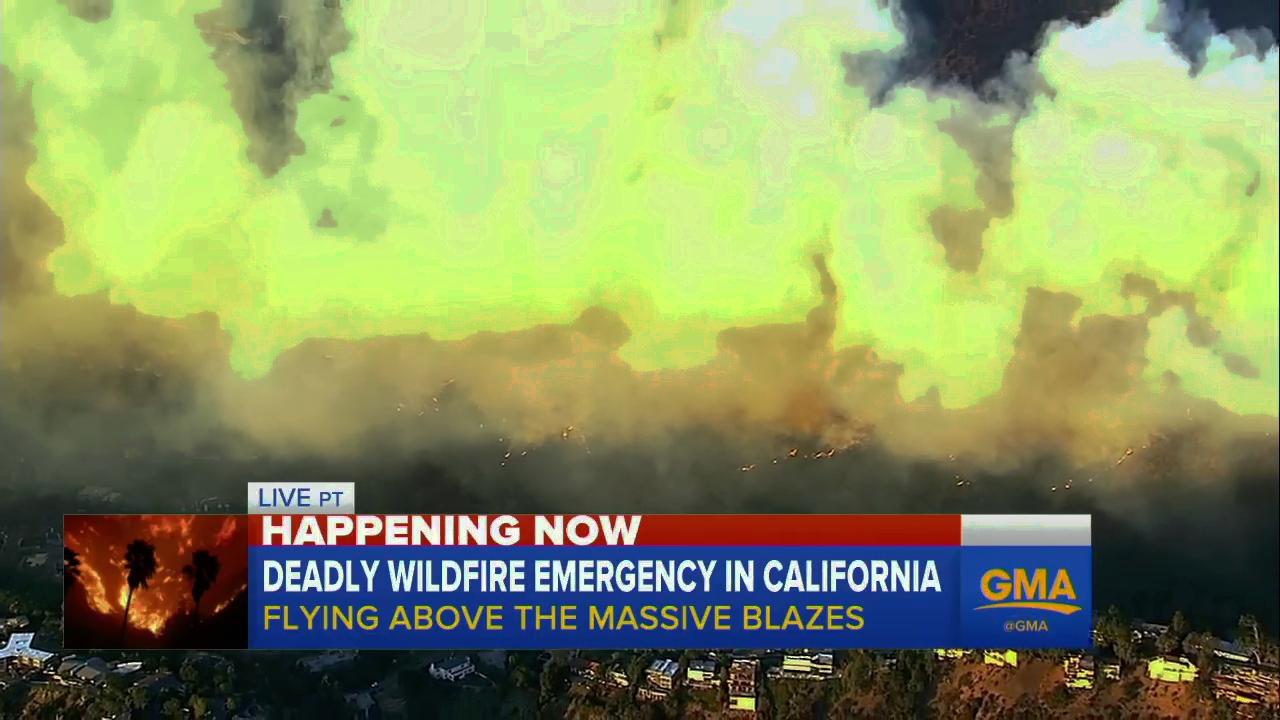 LIVE PT
HAPPENING NOW
DEADLY WILDFIRE EMERGENCY IN CALIFORNIA
FLYING ABOVE THE MASSIVE BLAZES
GMA
@GMA